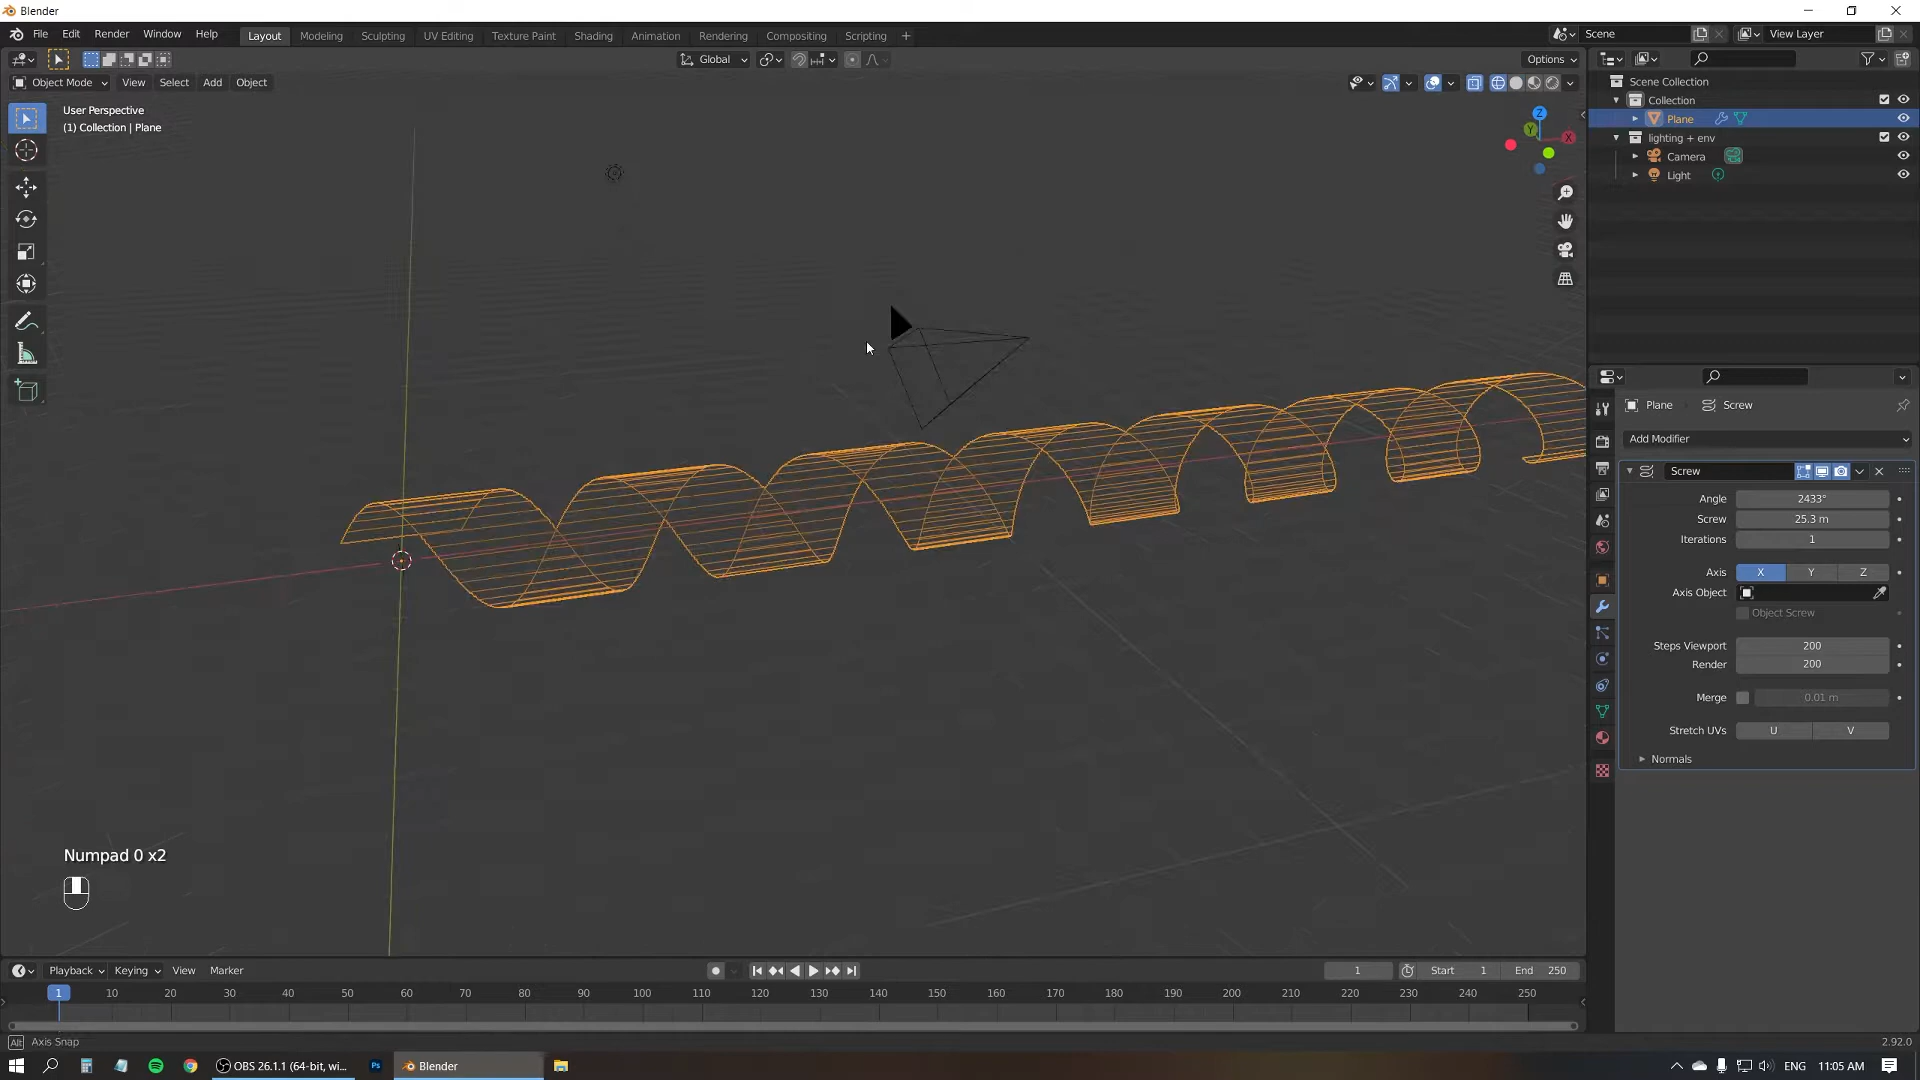 Blender
File Edit Render Window Help Layout Modeling Sculpting UV Editing Texture Paint Shading Animation Rendering Compositing Scripting + Scene View Layer
Global Options
Object Mode View Select Add Object
User Perspective
(1) Collection | Plane
Z
Y
X
Scene Collection
Collection
Plane
lighting + env
Camera
Light
Plane Screw
Add Modifier
Screw
Angle 2433°
Screw 25.3 m
Iterations 1
Axis X Y Z
Axis Object
Object Screw
Steps Viewport 200
Render 200
Merge 0.01 m
Stretch UVs U V
Normals
Numpad 0 x2
Playback Keying View Marker 1 Start 1 End 250
1 10 20 30 40 50 60 70 80 90 100 110 120 130 140 150 160 170 180 190 200 210 220 230 240 250
Alt Axis Snap 2.92.0
OBS 26.1.1 (64-bit, wi... Ps Blender ENG 11:05 AM